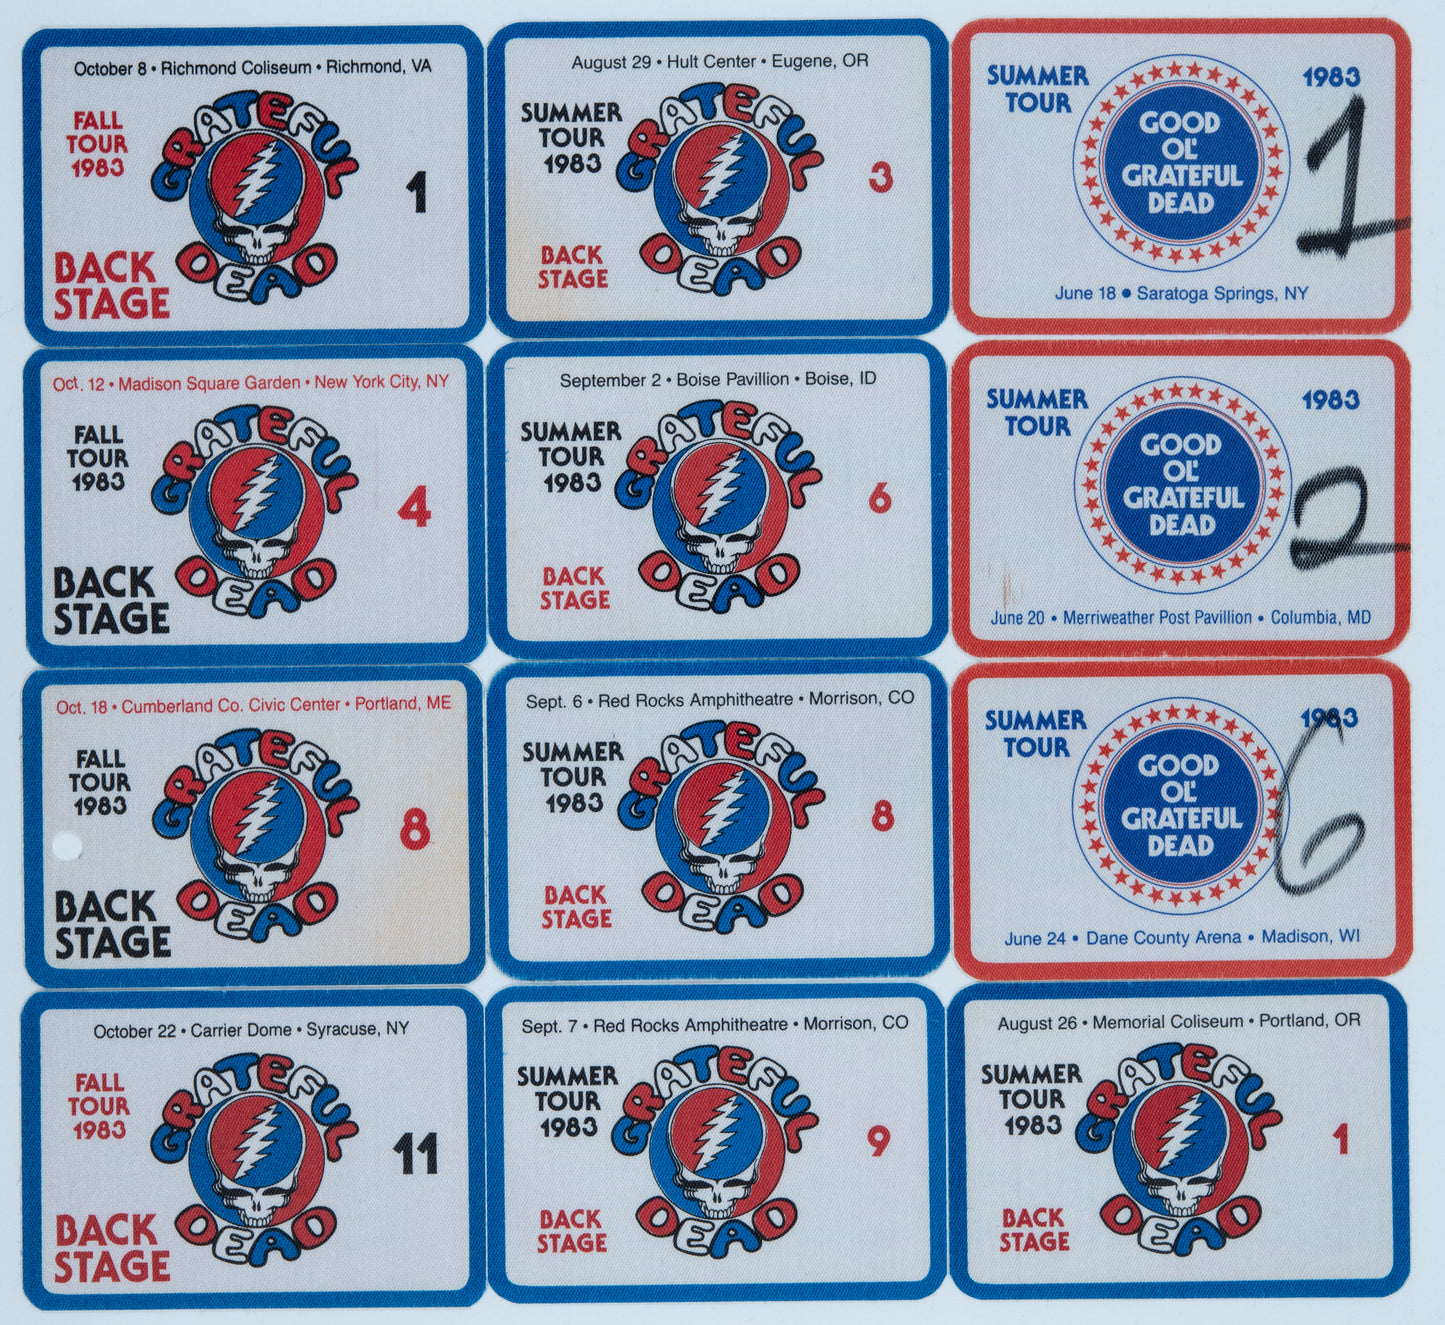 October 8 • Richmond Coliseum • Richmond, VA
FALL
TOUR
1983
GRATEFUL
DEAD
1
BACK
STAGE
August 29 • Hult Center • Eugene, OR
SUMMER
TOUR
1983
GRATEFUL
DEAD
3
BACK
STAGE
SUMMER
TOUR
1983
GOOD
OL'
GRATEFUL
DEAD
1
June 18 • Saratoga Springs, NY
Oct. 12 • Madison Square Garden • New York City, NY
FALL
TOUR
1983
GRATEFUL
DEAD
4
BACK
STAGE
September 2 • Boise Pavillion • Boise, ID
SUMMER
TOUR
1983
GRATEFUL
DEAD
6
BACK
STAGE
SUMMER
TOUR
1983
GOOD
OL'
GRATEFUL
DEAD
2
June 20 • Merriweather Post Pavillion • Columbia, MD
Oct. 18 • Cumberland Co. Civic Center • Portland, ME
FALL
TOUR
1983
GRATEFUL
DEAD
8
BACK
STAGE
Sept. 6 • Red Rocks Amphitheatre • Morrison, CO
SUMMER
TOUR
1983
GRATEFUL
DEAD
8
BACK
STAGE
SUMMER
TOUR
1983
GOOD
OL'
GRATEFUL
DEAD
6
June 24 • Dane County Arena • Madison, WI
October 22 • Carrier Dome • Syracuse, NY
FALL
TOUR
1983
GRATEFUL
DEAD
11
BACK
STAGE
Sept. 7 • Red Rocks Amphitheatre • Morrison, CO
SUMMER
TOUR
1983
GRATEFUL
DEAD
9
BACK
STAGE
August 26 • Memorial Coliseum • Portland, OR
SUMMER
TOUR
1983
GRATEFUL
DEAD
1
BACK
STAGE